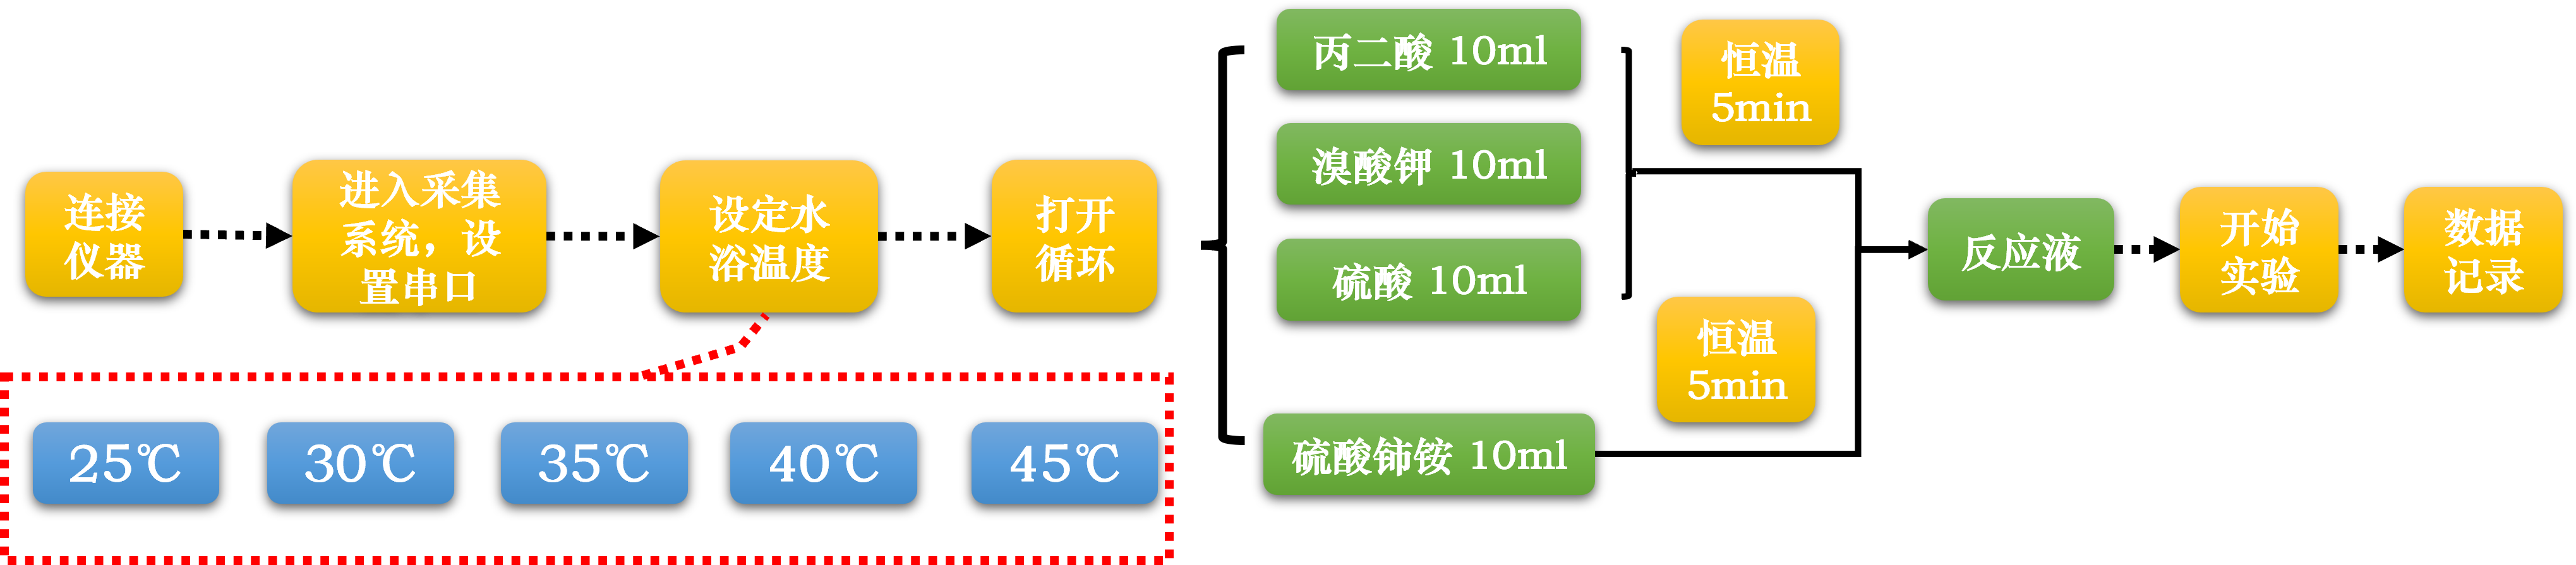 连接
仪器
进入采集
系统，设
置串口
设定水
浴温度
打开
循环
丙二酸 10ml
溴酸钾 10ml
硫酸 10ml
硫酸铈铵 10ml
恒温
5min
恒温
5min
反应液
开始
实验
数据
记录
25℃
30℃
35℃
40℃
45℃